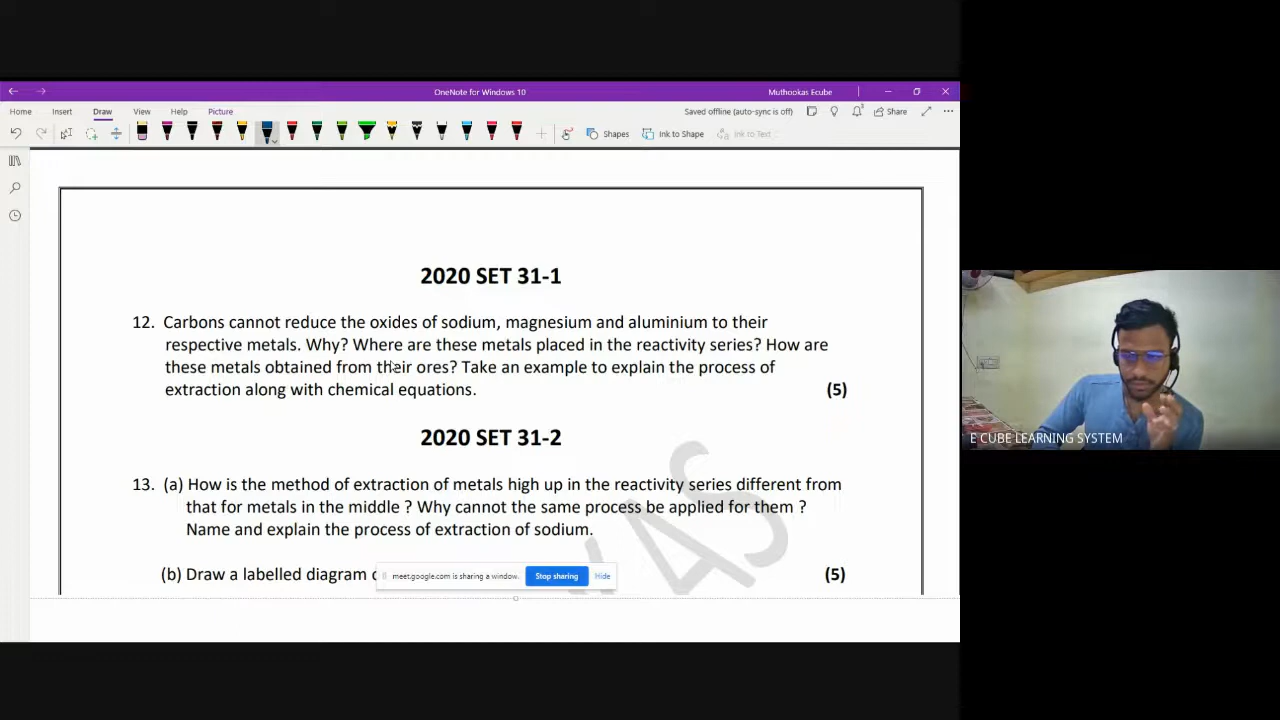 OneNote for Windows 10
Muthookas Ecube
Home Insert Draw View Help Picture
Saved offline (auto-sync is off)
Share
Shapes
Ink to Shape
Ink to Text
2020 SET 31-1
12. Carbons cannot reduce the oxides of sodium, magnesium and aluminium to their
respective metals. Why? Where are these metals placed in the reactivity series? How are
these metals obtained from their ores? Take an example to explain the process of
extraction along with chemical equations. (5)
2020 SET 31-2
13. (a) How is the method of extraction of metals high up in the reactivity series different from
that for metals in the middle ? Why cannot the same process be applied for them ?
Name and explain the process of extraction of sodium.
(b) Draw a labelled diagram (5)
meet.google.com is sharing a window.
Stop sharing
Hide
E CUBE LEARNING SYSTEM